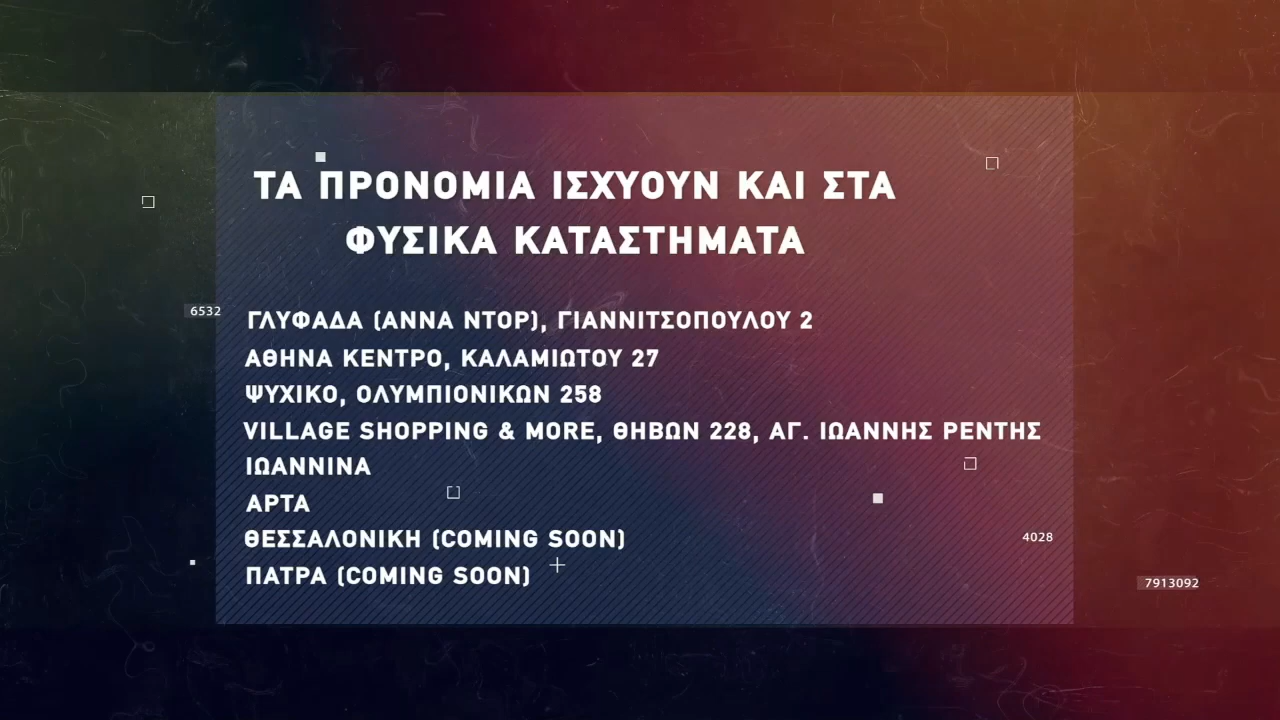 ΤΑ ΠΡΟΝΟΜΙΑ ΙΣΧΥΟΥΝ ΚΑΙ ΣΤΑ
ΦΥΣΙΚΑ ΚΑΤΑΣΤΗΜΑΤΑ
6532
ΓΛΥΦΑΔΑ (ΑΝΝΑ ΝΤΟΡ), ΓΙΑΝΝΙΤΣΟΠΟΥΛΟΥ 2
ΑΘΗΝΑ ΚΕΝΤΡΟ, ΚΑΛΑΜΙΩΤΟΥ 27
ΨΥΧΙΚΟ, ΟΛΥΜΠΙΟΝΙΚΩΝ 258
VILLAGE SHOPPING & MORE, ΘΗΒΩΝ 228, ΑΓ. ΙΩΑΝΝΗΣ ΡΕΝΤΗΣ
ΙΩΑΝΝΙΝΑ
ΑΡΤΑ
ΘΕΣΣΑΛΟΝΙΚΗ (COMING SOON)
4028
ΠΑΤΡΑ (COMING SOON)
7913092